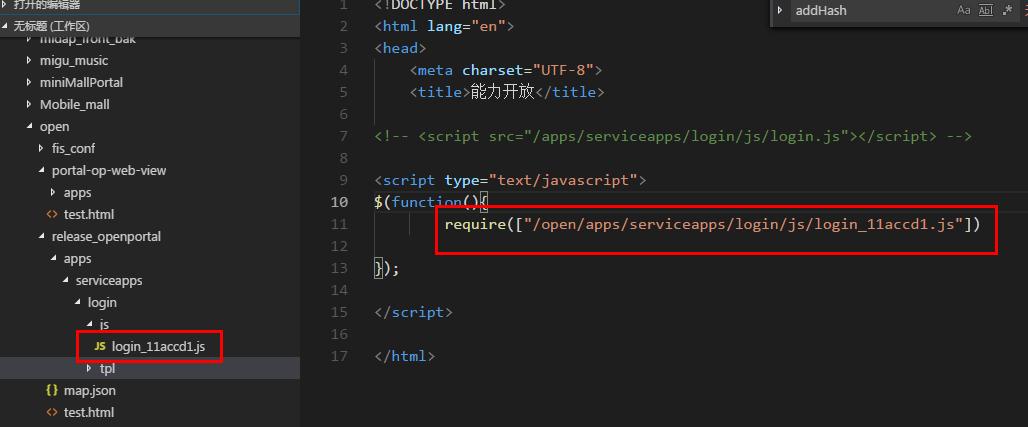 打开的编辑器
无标题 (工作区)
midap_front_bak
migu_music
miniMallPortal
Mobile_mall
open
fis_conf
portal-op-web-view
apps
<> test.html
release_openportal
apps
serviceapps
login
js
JS login_11accd1.js
tpl
{} map.json
<> test.html
1 <!DOCTYPE html>
2 <html lang="en">
3 <head>
4 <meta charset="UTF-8">
5 <title>能力开放</title>
6
7 <!-- <script src="/apps/serviceapps/login/js/login.js"></script> -->
8
9 <script type="text/javascript">
10 $(function(){
11 require(["/open/apps/serviceapps/login/js/login_11accd1.js"])
12
13 });
14
15 </script>
16
17 </html>
addHash Aa Abl .*